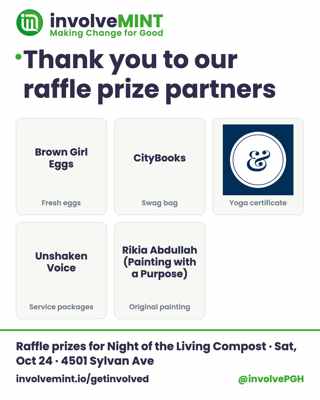 involveMINT
Making Change for Good
Thank you to our
raffle prize partners
Brown Girl
Eggs
Fresh eggs
CityBooks
Swag bag
&
Yoga certificate
Unshaken
Voice
Service packages
Rikia Abdullah
(Painting with
a Purpose)
Original painting
Raffle prizes for Night of the Living Compost · Sat,
Oct 24 · 4501 Sylvan Ave
involvemint.io/getinvolved
@involvePGH